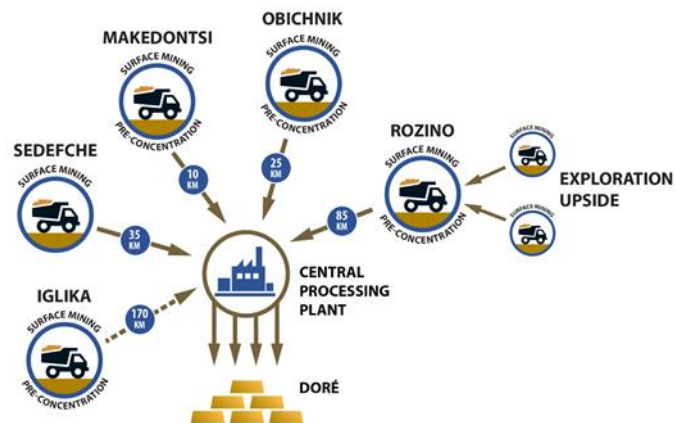 OBICHNIK
SURFACE MINING
PRE-CONCENTRATION
25
KM
MAKEDONTSI
SURFACE MINING
PRE-CONCENTRATION
10
KM
SEDEFCHE
SURFACE MINING
35
KM
IGLIKA
SURFACE MINING
PRE-CONCENTRATION
170
KM
ROZINO
SURFACE MINING
PRE-CONCENTRATION
85
KM
SURFACE MINING
SURFACE MINING
EXPLORATION
UPSIDE
CENTRAL
PROCESSING
PLANT
DORÉ